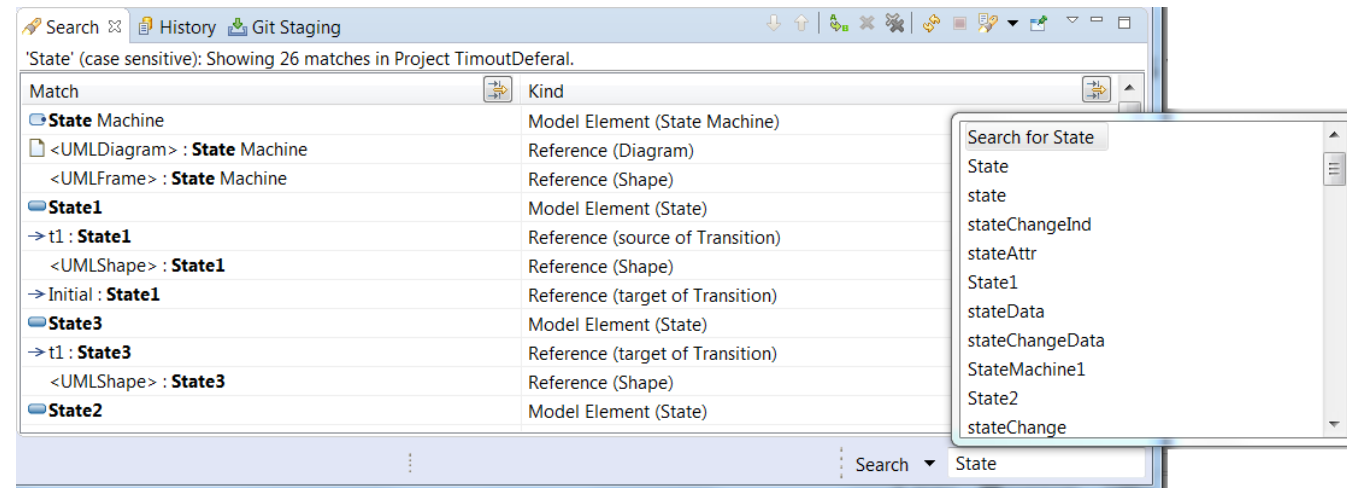 Search History Git Staging
'State' (case sensitive): Showing 26 matches in Project TimoutDeferal.
Match Kind
State Machine Model Element (State Machine)
<UMLDiagram> : State Machine Reference (Diagram)
<UMLFrame> : State Machine Reference (Shape)
State1 Model Element (State)
t1 : State1 Reference (source of Transition)
<UMLShape> : State1 Reference (Shape)
Initial : State1 Reference (target of Transition)
State3 Model Element (State)
t1 : State3 Reference (target of Transition)
<UMLShape> : State3 Reference (Shape)
State2 Model Element (State)
Search for State
State
state
stateChangeInd
stateAttr
State1
stateData
stateChangeData
StateMachine1
State2
stateChange
Search State